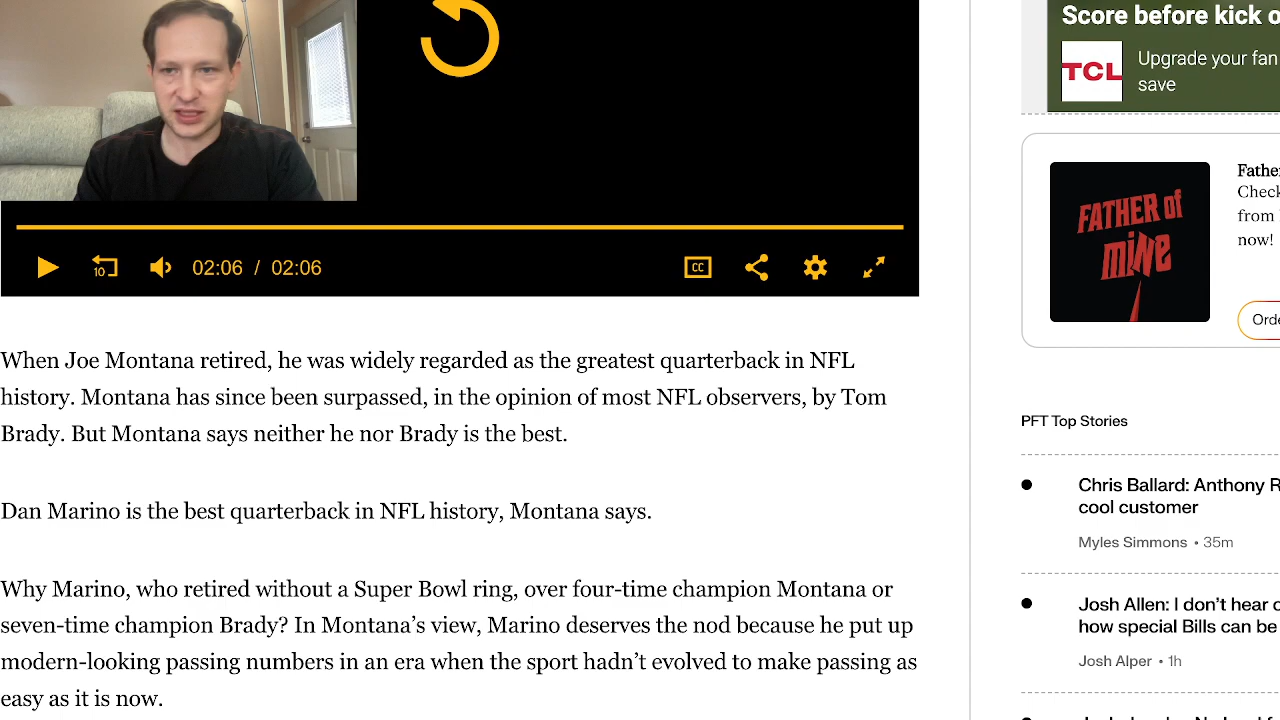 Score before kick o
TCL
Upgrade your fan
save
FATHER of
mINE
Father
Check
from
now!
Orde
10
02:06 / 02:06
CC
When Joe Montana retired, he was widely regarded as the greatest quarterback in NFL
history. Montana has since been surpassed, in the opinion of most NFL observers, by Tom
Brady. But Montana says neither he nor Brady is the best.
Dan Marino is the best quarterback in NFL history, Montana says.
Why Marino, who retired without a Super Bowl ring, over four-time champion Montana or
seven-time champion Brady? In Montana’s view, Marino deserves the nod because he put up
modern-looking passing numbers in an era when the sport hadn’t evolved to make passing as
easy as it is now.
PFT Top Stories
Chris Ballard: Anthony R
cool customer
Myles Simmons • 35m
Josh Allen: I don’t hear
how special Bills can be
Josh Alper • 1h